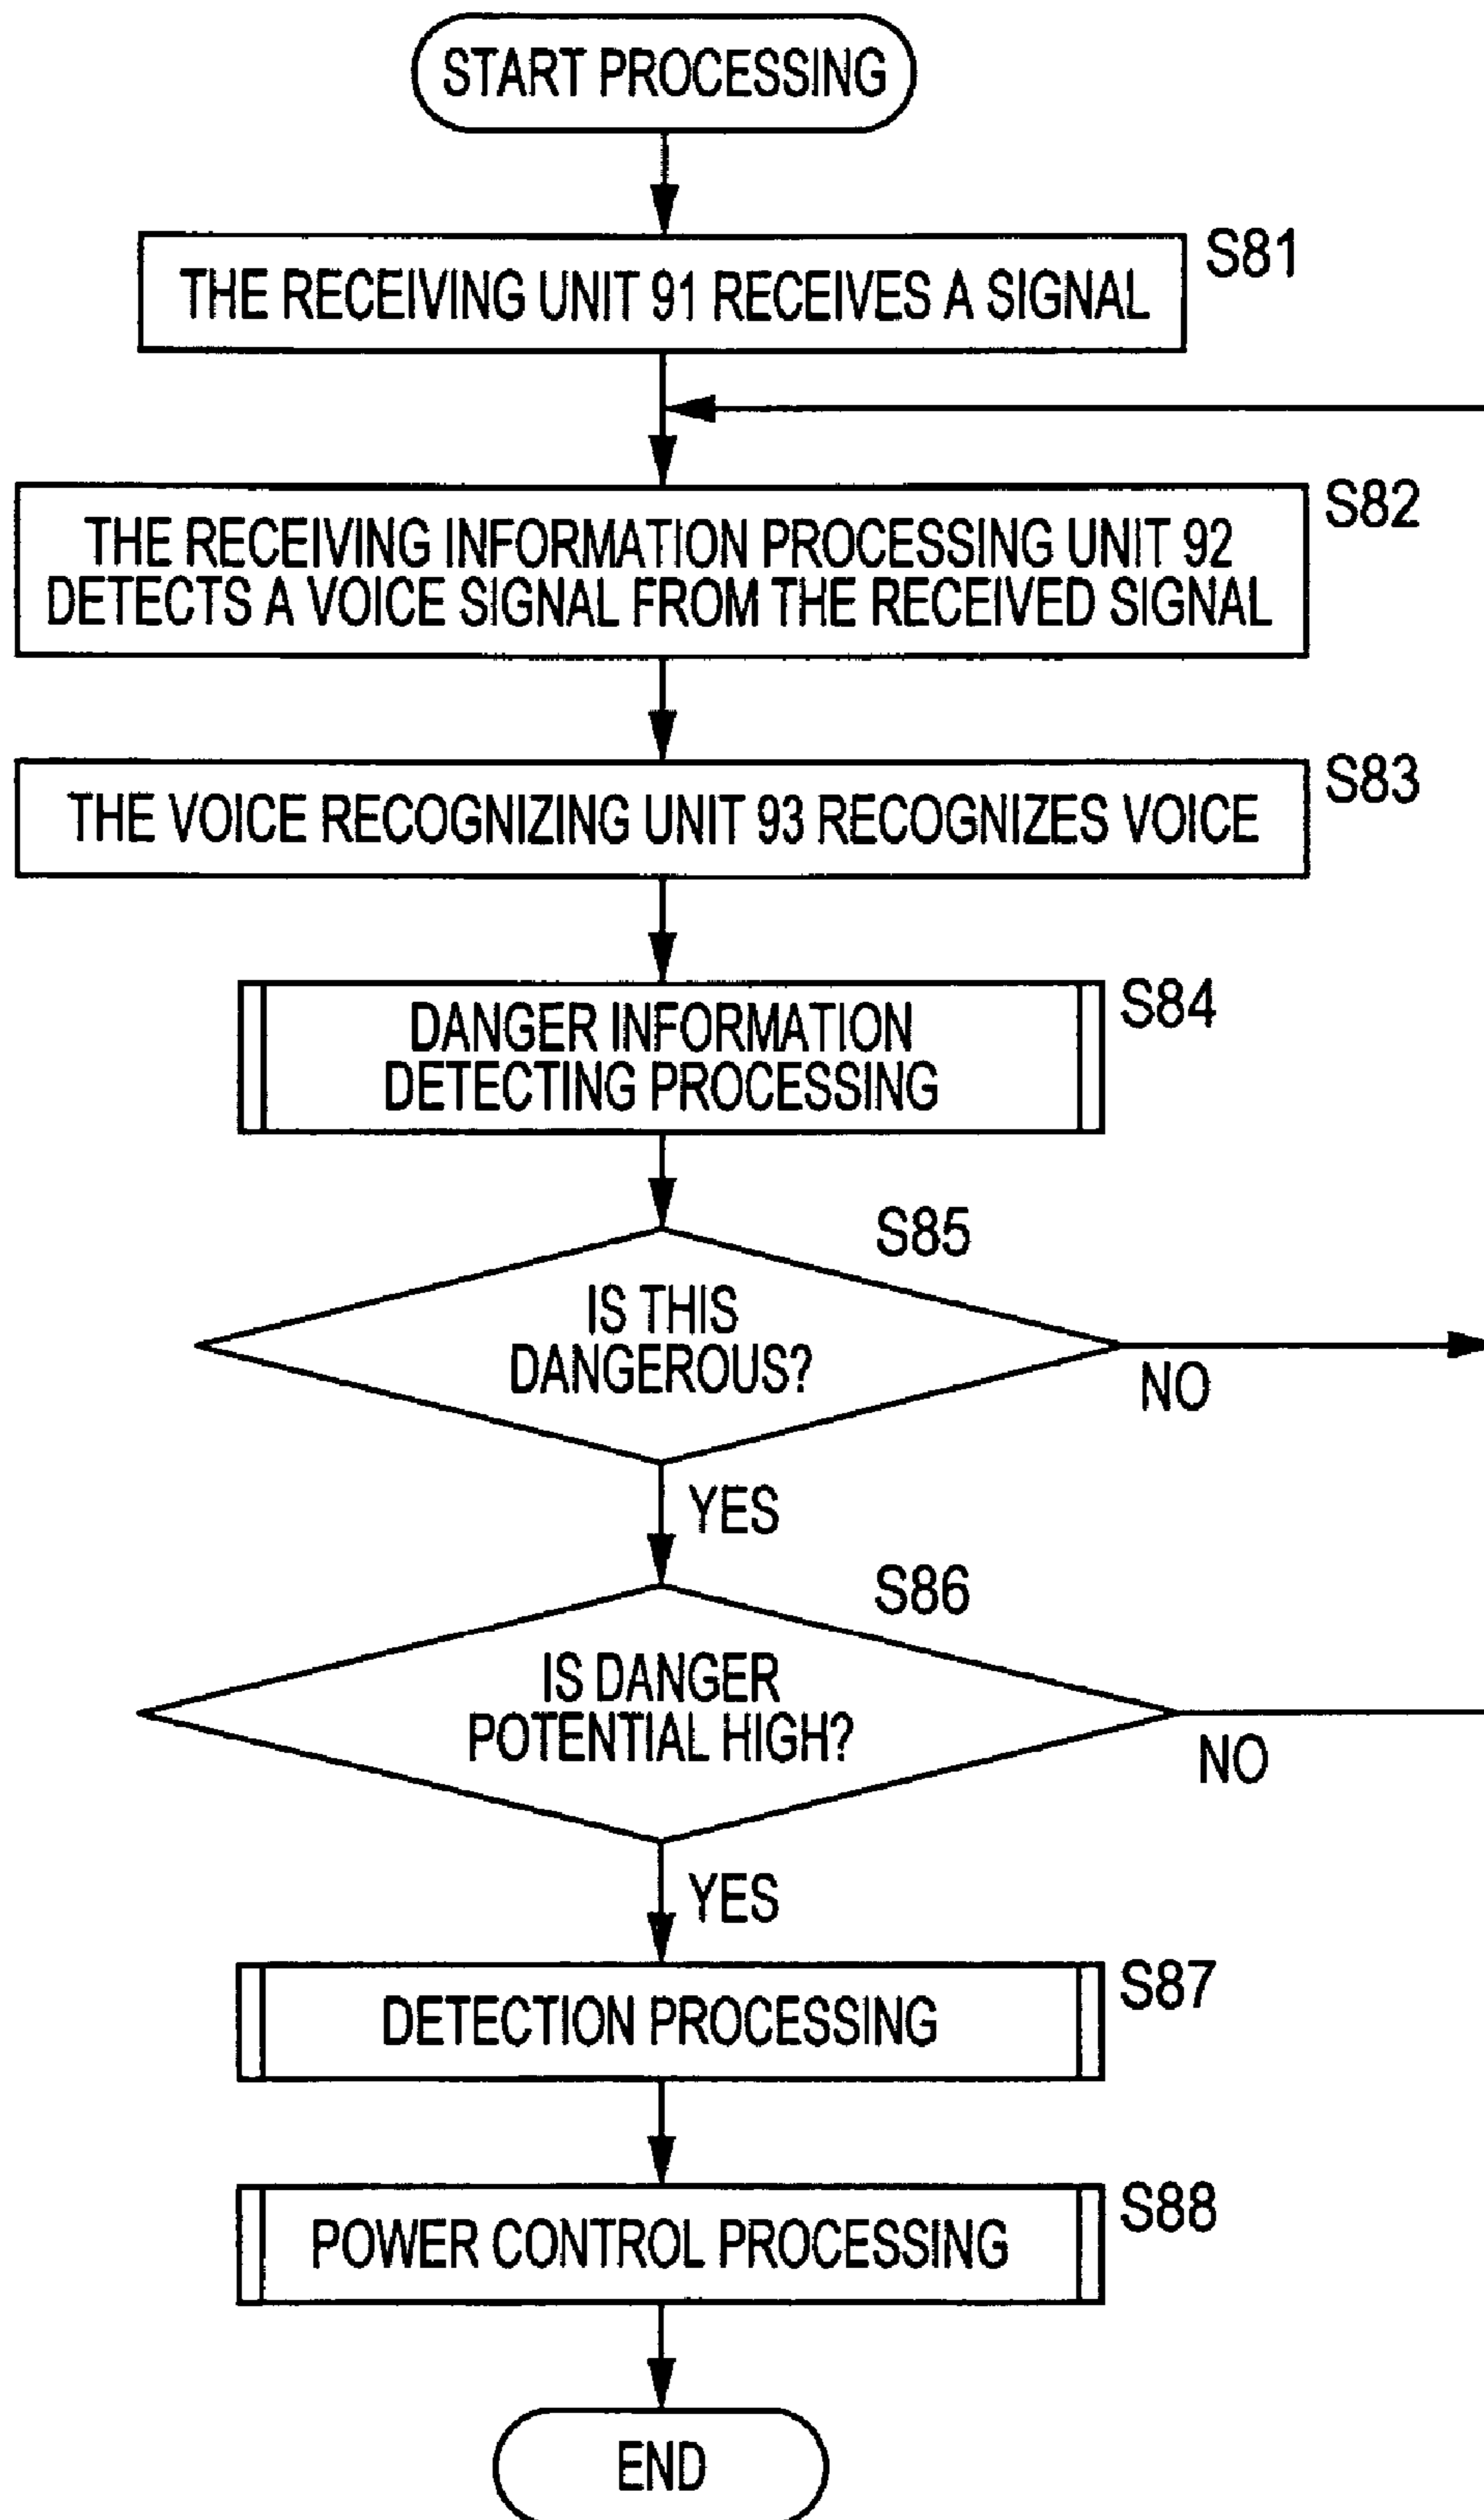 START PROCESSING
THE RECEIVING UNIT 91 RECEIVES A SIGNAL
S81
THE RECEIVING INFORMATION PROCESSING UNIT 92
DETECTS A VOICE SIGNAL FROM THE RECEIVED SIGNAL
S82
THE VOICE RECOGNIZING UNIT 93 RECOGNIZES VOICE
S83
DANGER INFORMATION
DETECTING PROCESSING
S84
S85
IS THIS
DANGEROUS?
NO
YES
S86
IS DANGER
POTENTIAL HIGH?
NO
YES
DETECTION PROCESSING
S87
POWER CONTROL PROCESSING
S88
END